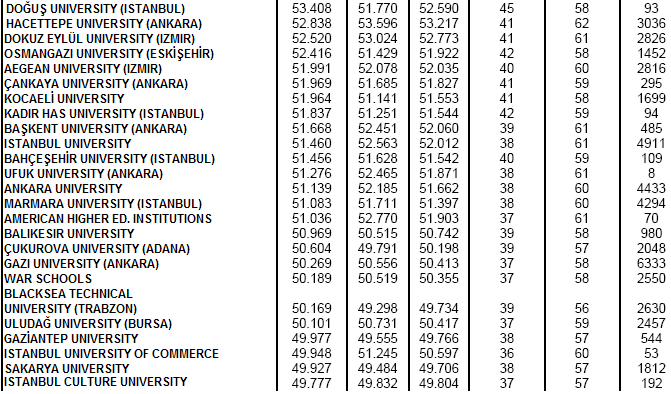 DOĞUŞ UNIVERSITY (ISTANBUL) 53.408 51.770 52.590 45 58 93
HACETTEPE UNIVERSITY (ANKARA) 52.838 53.596 53.217 41 62 3036
DOKUZ EYLÜL UNIVERSITY (IZMIR) 52.520 53.024 52.773 41 61 2826
OSMANGAZI UNIVERSITY (ESKİŞEHİR) 52.416 51.429 51.922 42 58 1452
AEGEAN UNIVERSITY (IZMIR) 51.991 52.078 52.035 40 60 2816
ÇANKAYA UNIVERSITY (ANKARA) 51.969 51.685 51.827 41 59 295
KOCAELİ UNIVERSITY 51.964 51.141 51.553 41 58 1699
KADIR HAS UNIVERSITY (ISTANBUL) 51.837 51.251 51.544 42 59 94
BAŞKENT UNIVERSITY (ANKARA) 51.668 52.451 52.060 39 61 485
ISTANBUL UNIVERSITY 51.460 52.563 52.012 38 61 4911
BAHÇEŞEHİR UNIVERSITY (ISTANBUL) 51.456 51.628 51.542 40 59 109
UFUK UNIVERSITY (ANKARA) 51.276 52.465 51.871 38 61 8
ANKARA UNIVERSITY 51.139 52.185 51.662 38 60 4433
MARMARA UNIVERSITY (ISTANBUL) 51.083 51.711 51.397 38 60 4294
AMERICAN HIGHER ED. INSTITUTIONS 51.036 52.770 51.903 37 61 70
BALIKESIR UNIVERSITY 50.969 50.515 50.742 39 58 980
ÇUKUROVA UNIVERSITY (ADANA) 50.604 49.791 50.198 39 57 2048
GAZI UNIVERSITY (ANKARA) 50.269 50.556 50.413 37 58 6333
WAR SCHOOLS 50.189 50.519 50.355 37 58 2550
BLACKSEA TECHNICAL
UNIVERSITY (TRABZON) 50.169 49.298 49.734 39 56 2630
ULUDAĞ UNIVERSITY (BURSA) 50.101 50.731 50.417 37 59 2457
GAZİANTEP UNIVERSITY 49.977 49.555 49.766 38 57 544
ISTANBUL UNIVERSITY OF COMMERCE 49.948 51.245 50.597 36 60 53
SAKARYA UNIVERSITY 49.927 49.484 49.706 38 57 1812
ISTANBUL CULTURE UNIVERSITY 49.777 49.832 49.804 37 57 192